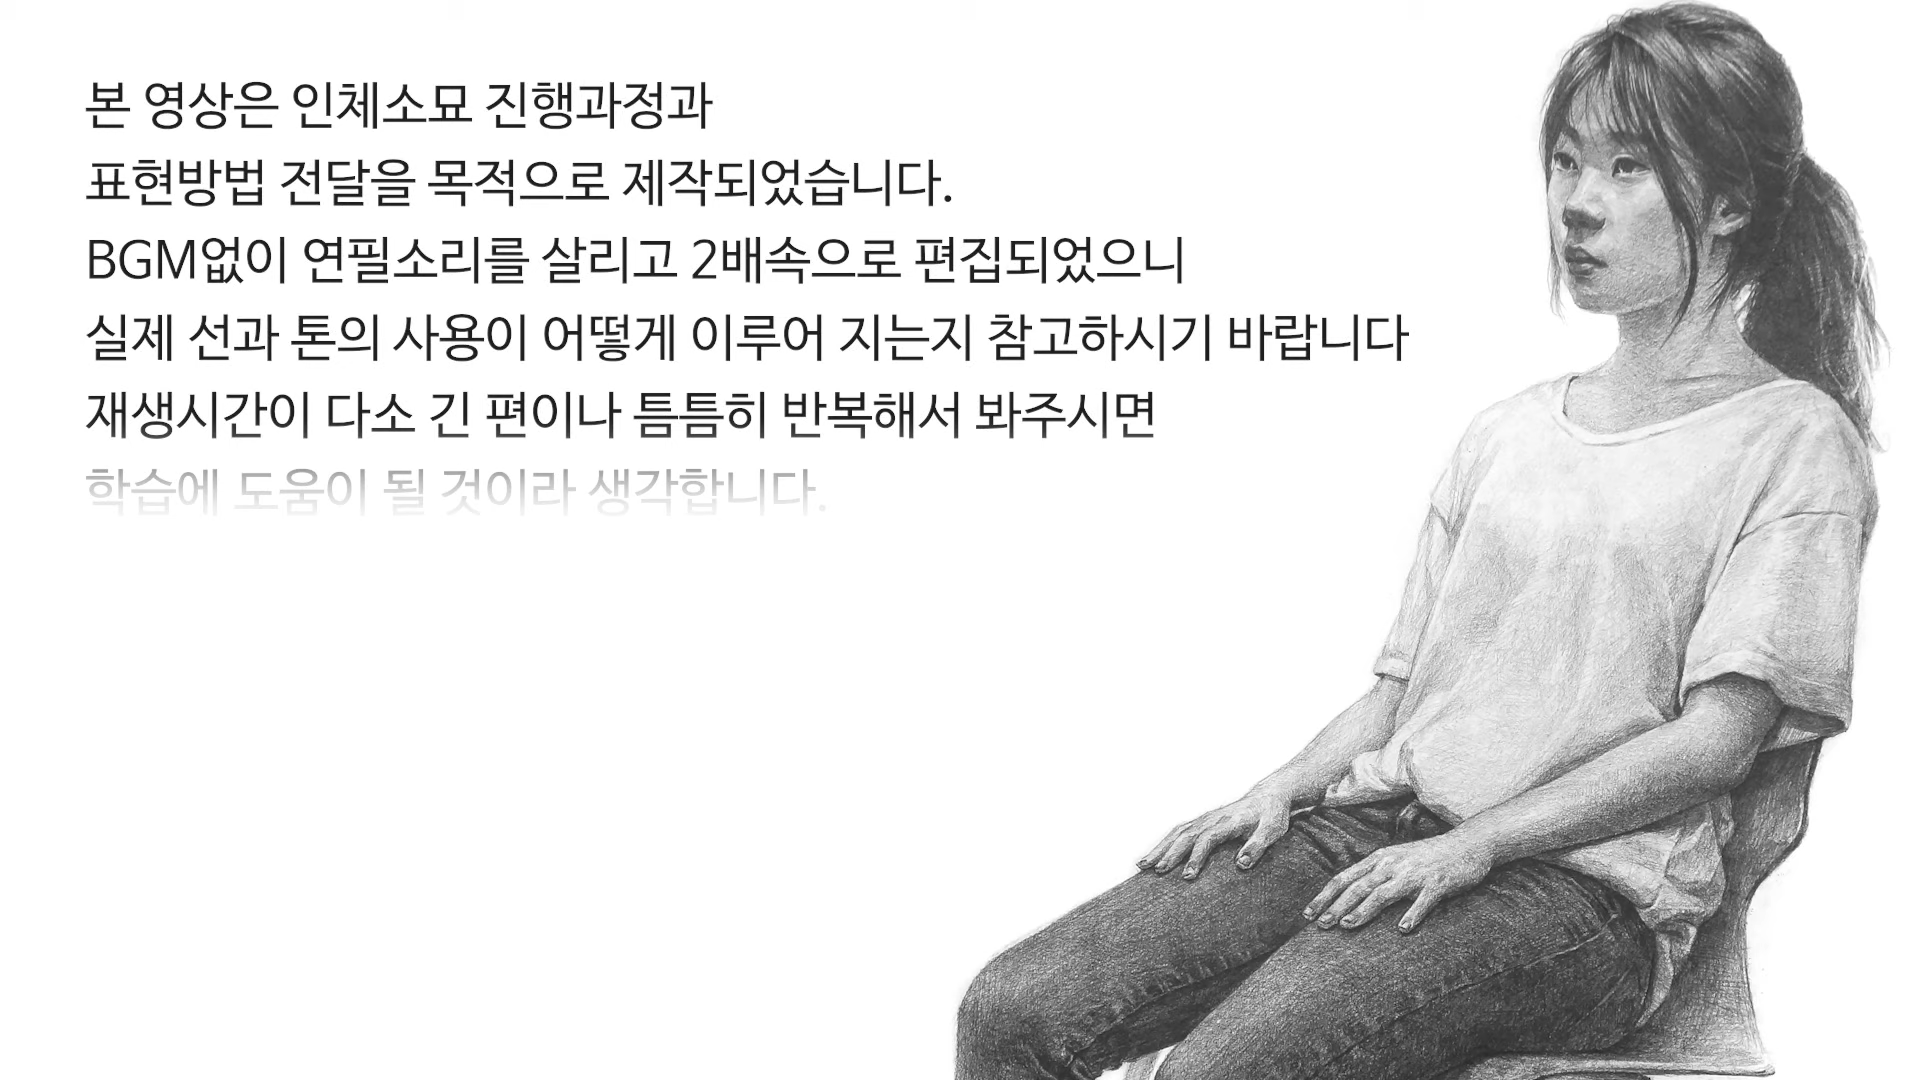 본 영상은 인체소묘 진행과정과
표현방법 전달을 목적으로 제작되었습니다.
BGM없이 연필소리를 살리고 2배속으로 편집되었으니
실제 선과 톤의 사용이 어떻게 이루어 지는지 참고하시기 바랍니다
재생시간이 다소 긴 편이나 틈틈히 반복해서 봐주시면
학습에 도움이 될 것이라 생각합니다.